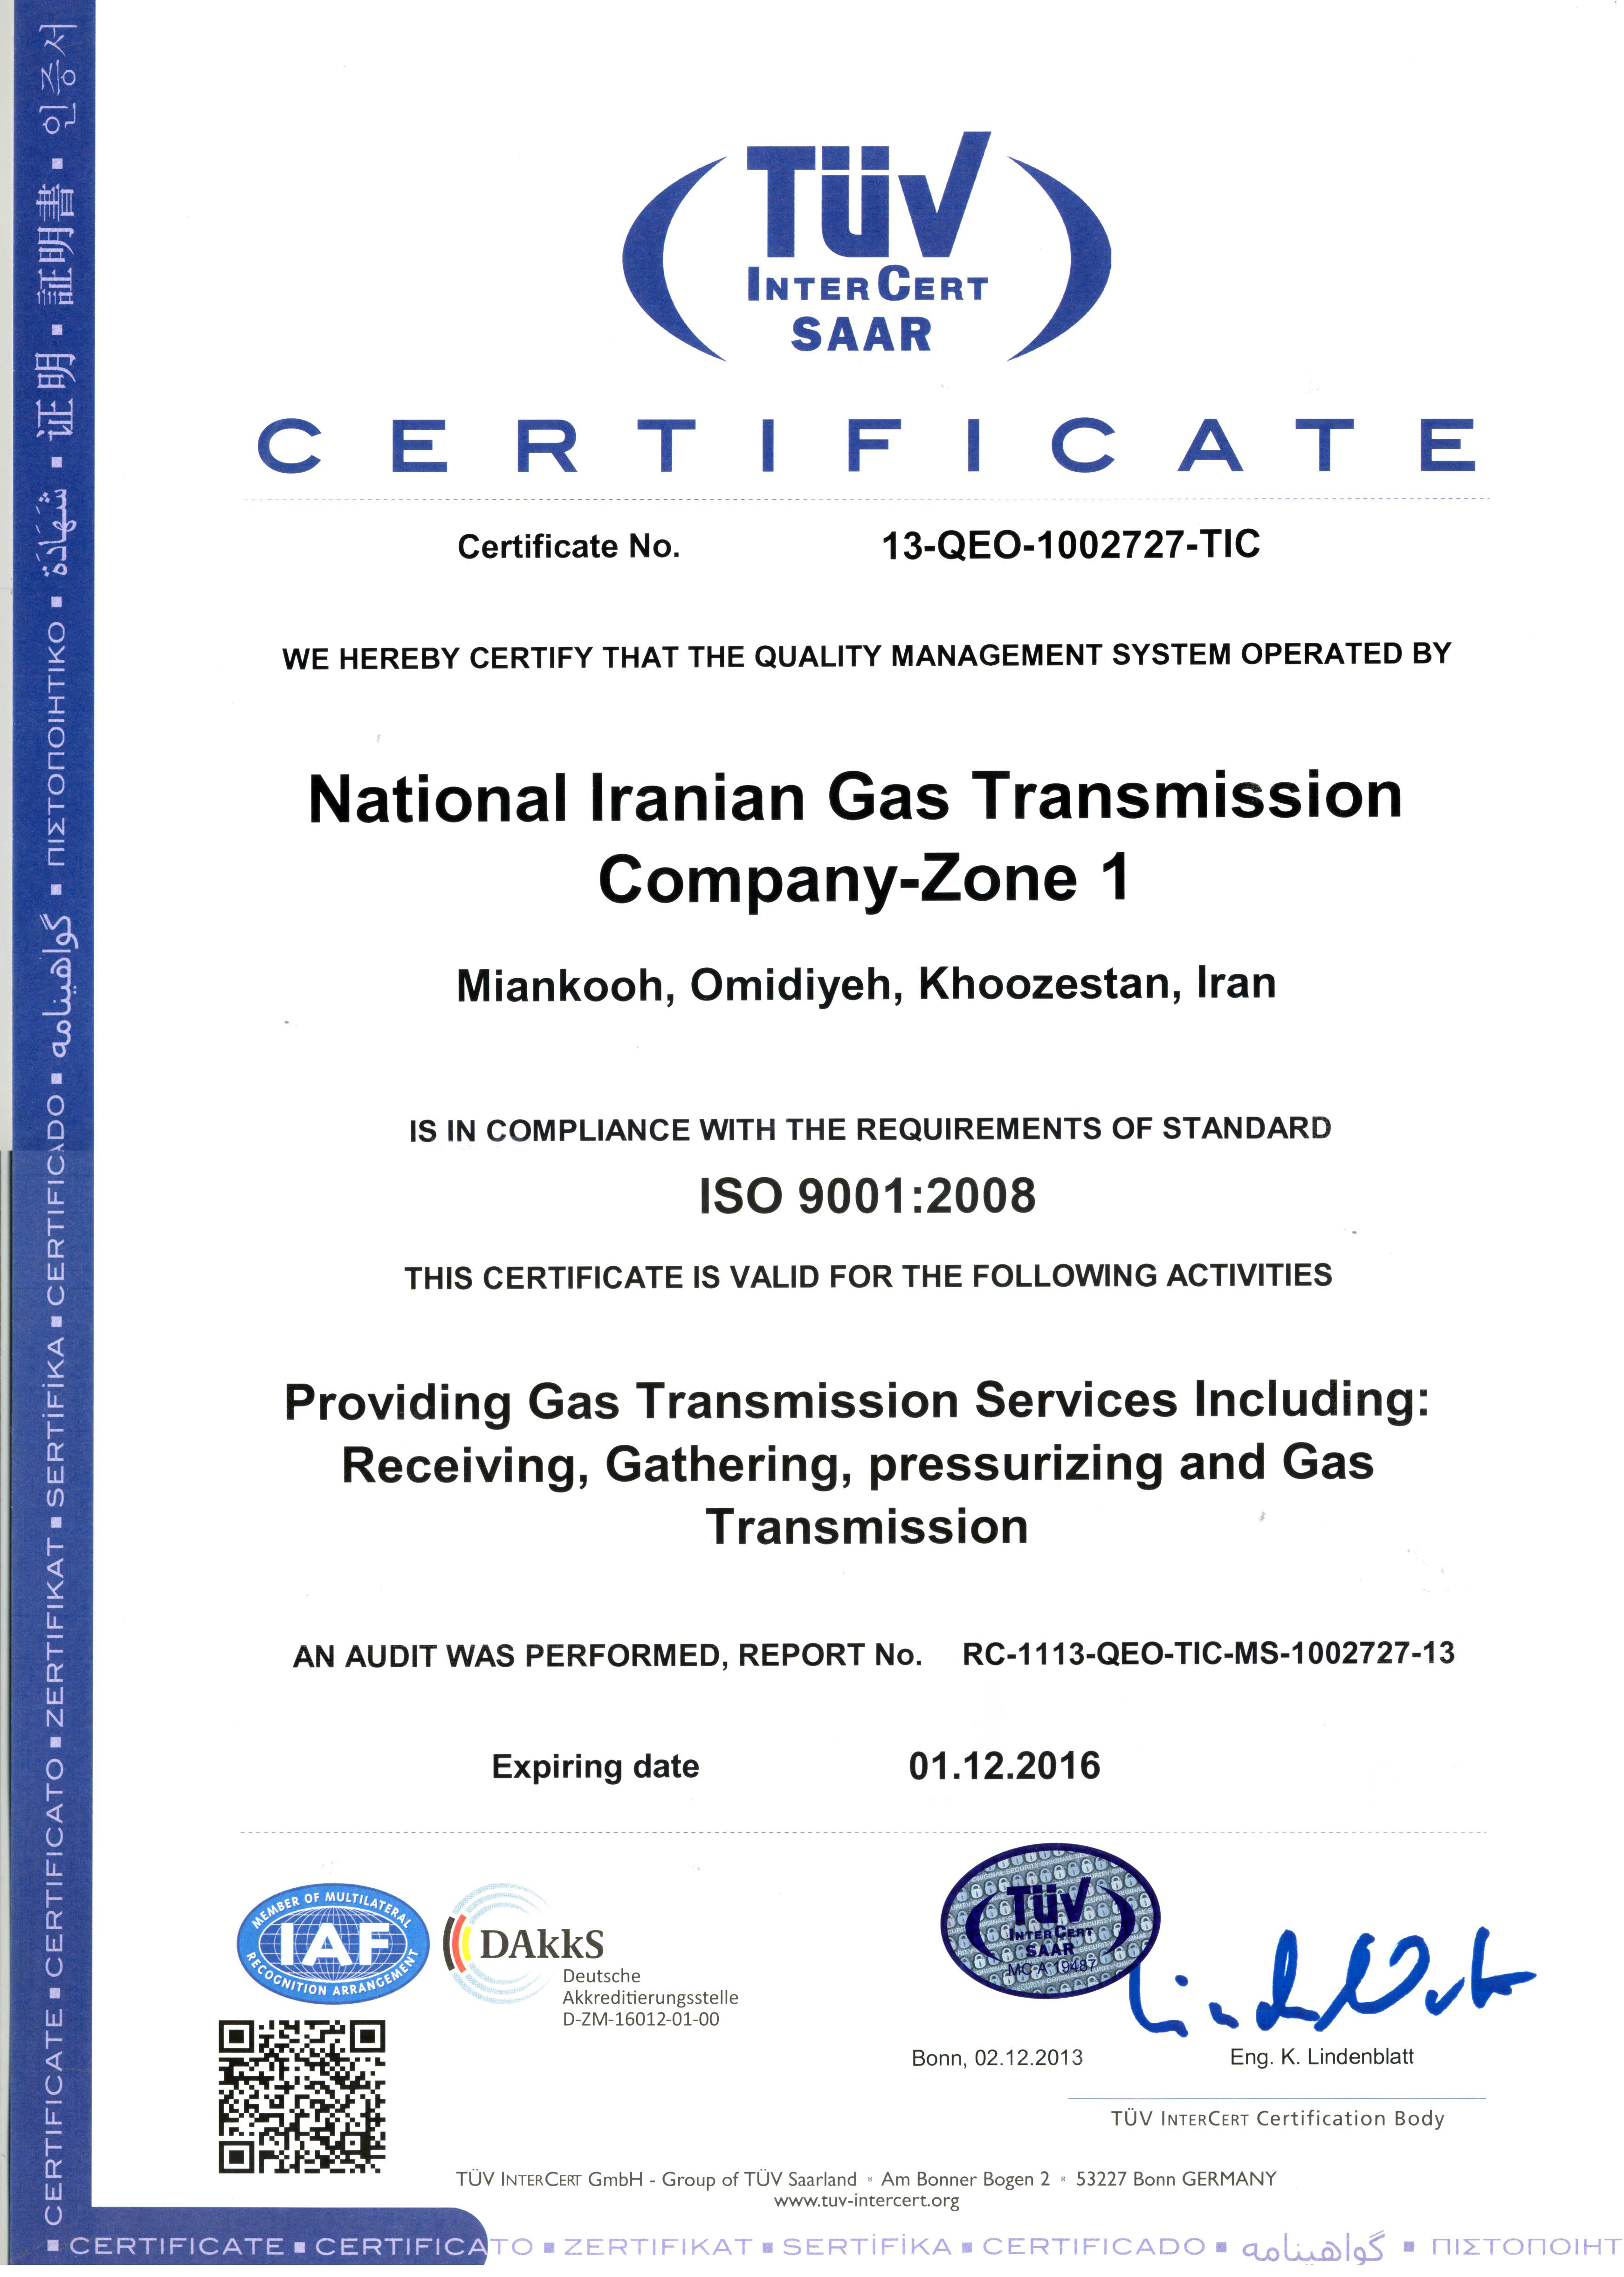 TÜV
INTERCERT
SAAR
CERTIFICATE
Certificate No. 13-QEO-1002727-TIC
WE HEREBY CERTIFY THAT THE QUALITY MANAGEMENT SYSTEM OPERATED BY
National Iranian Gas Transmission
Company-Zone 1
Miankooh, Omidiyeh, Khoozestan, Iran
IS IN COMPLIANCE WITH THE REQUIREMENTS OF STANDARD
ISO 9001:2008
THIS CERTIFICATE IS VALID FOR THE FOLLOWING ACTIVITIES
Providing Gas Transmission Services Including:
Receiving, Gathering, pressurizing and Gas
Transmission
AN AUDIT WAS PERFORMED, REPORT No. RC-1113-QEO-TIC-MS-1002727-13
Expiring date 01.12.2016
MEMBER OF MULTILATERAL
IAF
RECOGNITION ARRANGEMENT
DAkkS
Deutsche
Akkreditierungsstelle
D-ZM-16012-01-00
TÜV
INTERCERT
SAAR
MC-A 19487
Bonn, 02.12.2013
Eng. K. Lindenblatt
TÜV INTERCERT Certification Body
TÜV INTERCERT GmbH - Group of TÜV Saarland ▪ Am Bonner Bogen 2 ▪ 53227 Bonn GERMANY
www.tuv-intercert.org
▪ CERTIFICATE ▪ CERTIFICATO ▪ ZERTIFIKAT ▪ SERTİFİKA ▪ CERTIFICADO ▪ گواهینامه ▪ ΠΙΣΤΟΠΟΙΗΤΙΚΟ ▪ شَهَادَة ▪ 证明 ▪ 証明書 ▪ 인증서
▪ CERTIFICATE ▪ CERTIFICATO ▪ ZERTIFIKAT ▪ SERTİFİKA ▪ CERTIFICADO ▪ گواهینامه ▪ ΠΙΣΤΟΠΟΙΗΤ